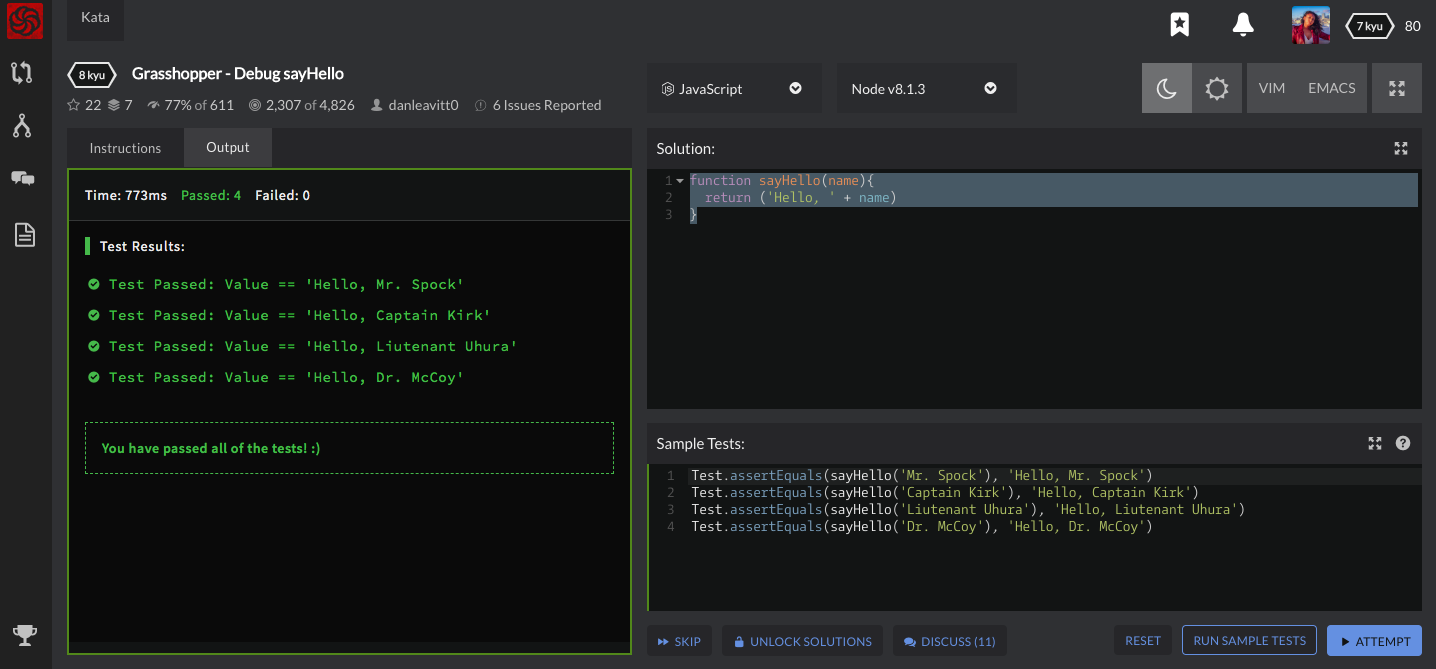 Kata
7 kyu 80
8 kyu Grasshopper - Debug sayHello
22 7 77% of 611 2,307 of 4,826 danleavitt0 6 Issues Reported
JavaScript Node v8.1.3 VIM EMACS
Instructions Output
Time: 773ms Passed: 4 Failed: 0
Test Results:
Test Passed: Value == 'Hello, Mr. Spock'
Test Passed: Value == 'Hello, Captain Kirk'
Test Passed: Value == 'Hello, Liutenant Uhura'
Test Passed: Value == 'Hello, Dr. McCoy'
You have passed all of the tests! :)
Solution:
1 function sayHello(name){
2 return ('Hello, ' + name)
3 }
Sample Tests:
1 Test.assertEquals(sayHello('Mr. Spock'), 'Hello, Mr. Spock')
2 Test.assertEquals(sayHello('Captain Kirk'), 'Hello, Captain Kirk')
3 Test.assertEquals(sayHello('Liutenant Uhura'), 'Hello, Liutenant Uhura')
4 Test.assertEquals(sayHello('Dr. McCoy'), 'Hello, Dr. McCoy')
SKIP UNLOCK SOLUTIONS DISCUSS (11) RESET RUN SAMPLE TESTS ATTEMPT